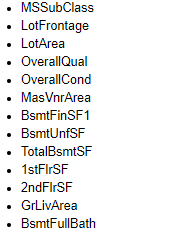 • MSSubClass
• LotFrontage
• LotArea
• OverallQual
• OverallCond
• MasVnrArea
• BsmtFinSF1
• BsmtUnfSF
• TotalBsmtSF
• 1stFlrSF
• 2ndFlrSF
• GrLivArea
• BsmtFullBath